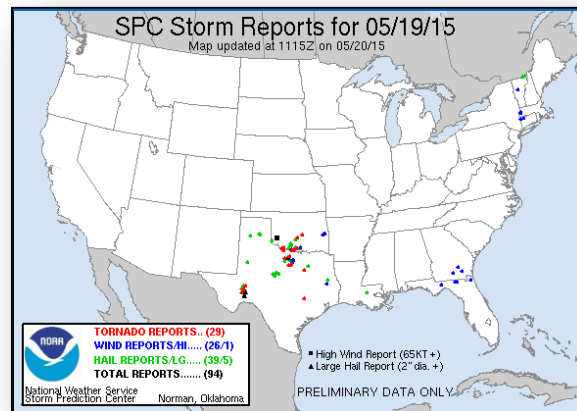 SPC Storm Reports for 05/19/15
Map updated at 1115Z on 05/20/15
NOAA
TORNADO REPORTS.. (29)
WIND REPORTS/HI..... (26/1)
HAIL REPORTS/LG..... (39/5)
TOTAL REPORTS....... (94)
National Weather Service
Storm Prediction Center Norman, Oklahoma
■ High Wind Report (65KT +)
▲ Large Hail Report (2" dia. +)
PRELIMINARY DATA ONLY